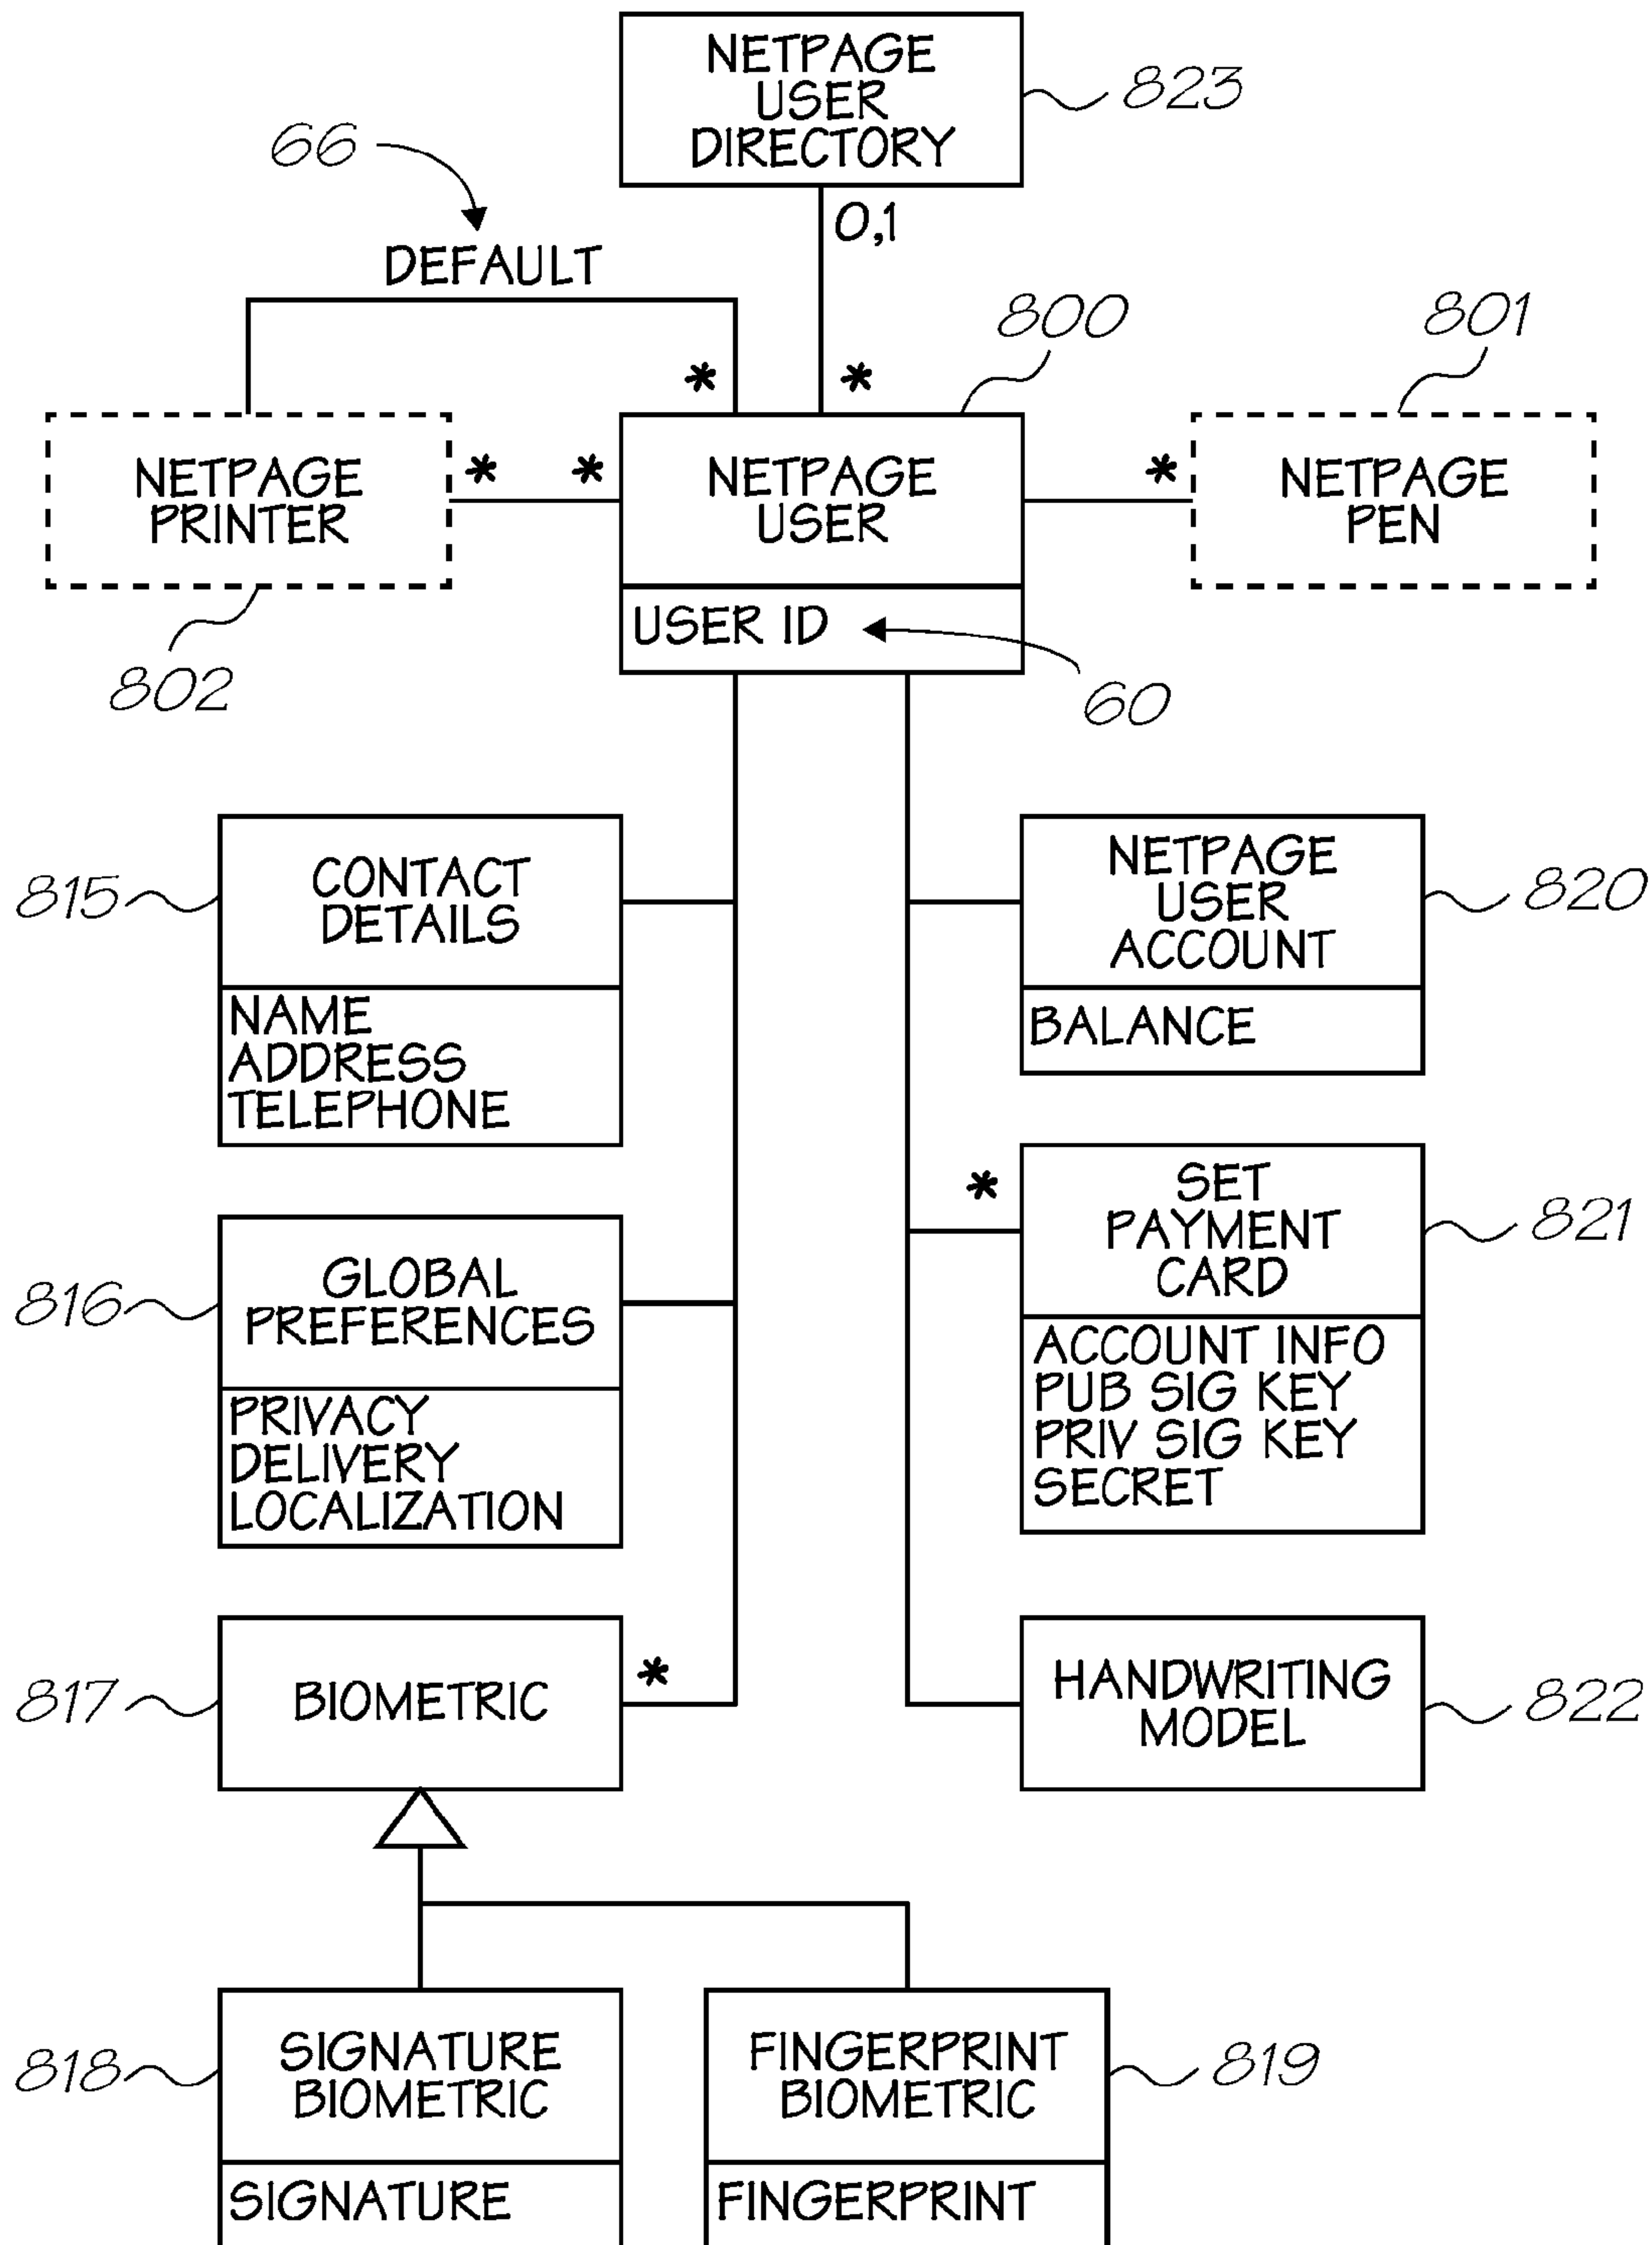 NETPAGE
USER
DIRECTORY
823
66
0,1
DEFAULT
800
801
*
*
NETPAGE
PRINTER
*
*
NETPAGE
USER
*
NETPAGE
PEN
USER ID
802
60
815
CONTACT
DETAILS
NAME
ADDRESS
TELEPHONE
NETPAGE
USER
ACCOUNT
820
BALANCE
*
SET
PAYMENT
CARD
821
ACCOUNT INFO
PUB SIG KEY
PRIV SIG KEY
SECRET
816
GLOBAL
PREFERENCES
PRIVACY
DELIVERY
LOCALIZATION
817
BIOMETRIC
*
HANDWRITING
MODEL
822
818
SIGNATURE
BIOMETRIC
SIGNATURE
FINGERPRINT
BIOMETRIC
819
FINGERPRINT